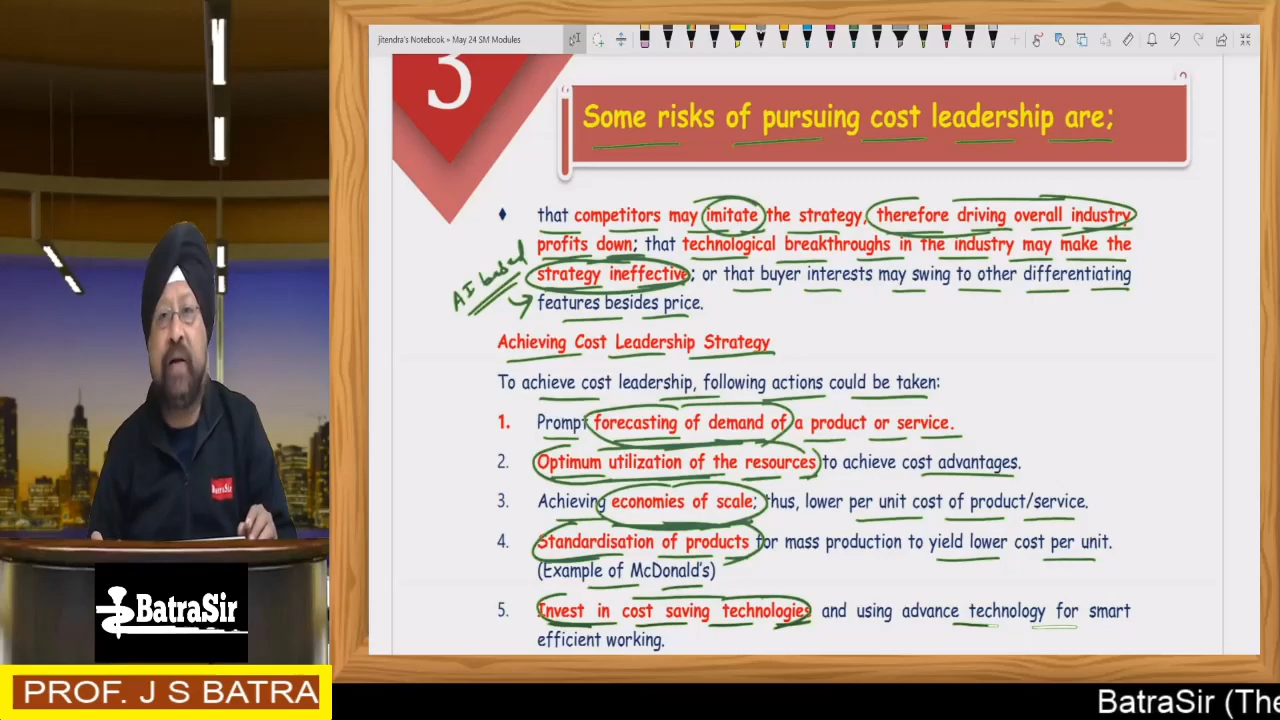 jitendra's Notebook » May 24 SM Modules
3
Some risks of pursuing cost leadership are;
that competitors may imitate the strategy, therefore driving overall industry
profits down; that technological breakthroughs in the industry may make the
strategy ineffective; or that buyer interests may swing to other differentiating
features besides price.
AI based
Achieving Cost Leadership Strategy
To achieve cost leadership, following actions could be taken:
1. Prompt forecasting of demand of a product or service.
2. Optimum utilization of the resources to achieve cost advantages.
3. Achieving economies of scale; thus, lower per unit cost of product/service.
4. Standardisation of products for mass production to yield lower cost per unit.
(Example of McDonald's)
5. Invest in cost saving technologies and using advance technology for smart
efficient working.
BatraSir
BatraSir
PROF. J S BATRA
BatraSir (The